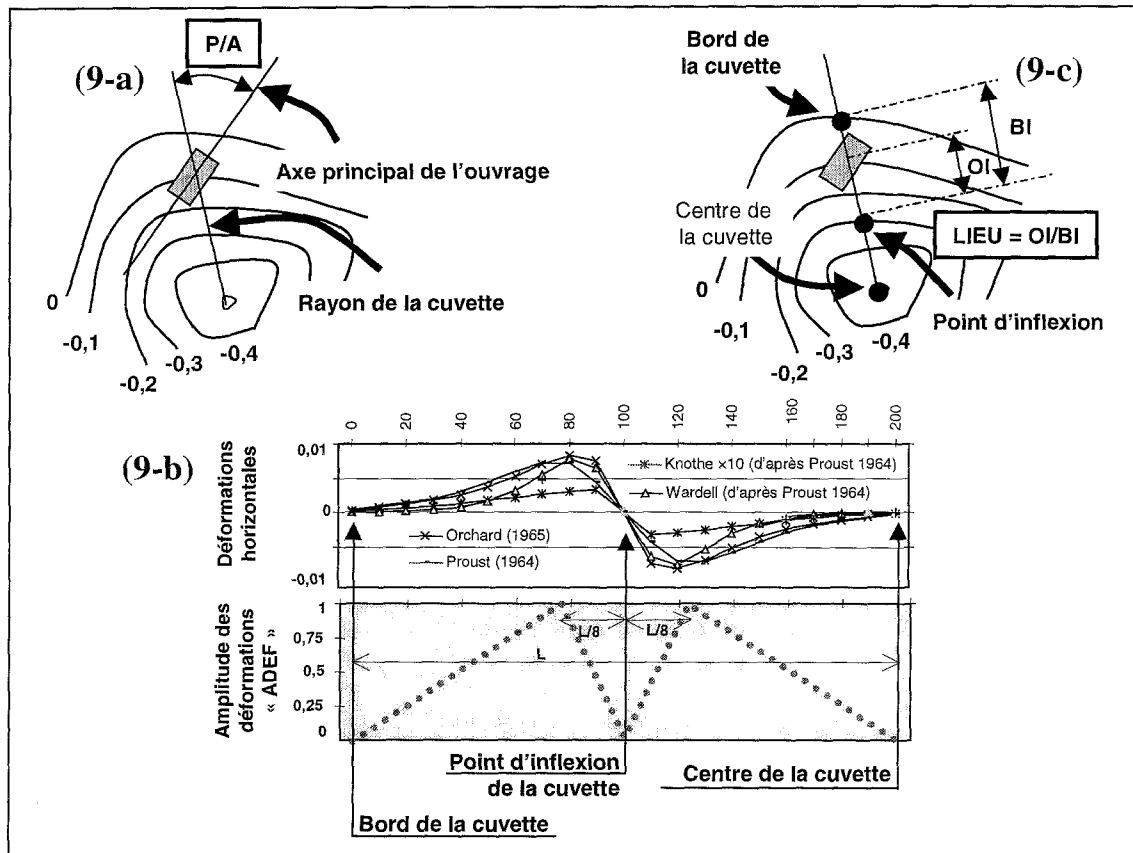 (9-a)
P/A
Axe principal de l'ouvrage
Rayon de la cuvette
0
-0,1
-0,2
-0,3
-0,4
(9-c)
Bord de
la cuvette
BI
OI
Centre de
la cuvette
LIEU = OI/BI
Point d'inflexion
0
-0,1
-0,2
-0,3
-0,4
(9-b)
0
20
40
60
80
100
120
140
160
180
200
Déformations
horizontales
0,01
0
-0,01
Knothe ×10 (d'après Proust 1964)
Wardell (d'après Proust 1964)
Orchard (1965)
Proust (1964)
Amplitude des
déformations
« ADEF »
1
0,75
0,5
0,25
0
L/8
L/8
L
Point d'inflexion
de la cuvette
Centre de la cuvette
Bord de la cuvette